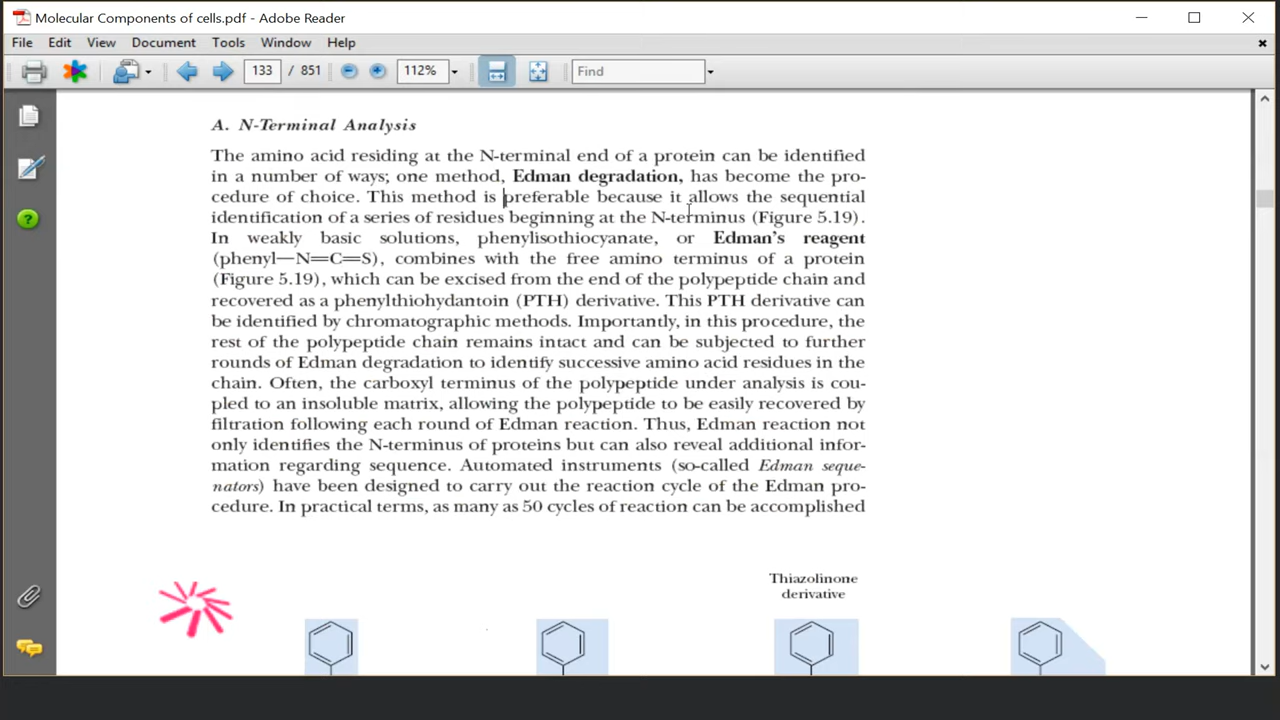 Molecular Components of cells.pdf - Adobe Reader
File Edit View Document Tools Window Help
133 / 851 112% Find
A. N-Terminal Analysis
The amino acid residing at the N-terminal end of a protein can be identified
in a number of ways; one method, Edman degradation, has become the pro-
cedure of choice. This method is preferable because it allows the sequential
identification of a series of residues beginning at the N-terminus (Figure 5.19).
In weakly basic solutions, phenylisothiocyanate, or Edman's reagent
(phenyl—N═C═S), combines with the free amino terminus of a protein
(Figure 5.19), which can be excised from the end of the polypeptide chain and
recovered as a phenylthiohydantoin (PTH) derivative. This PTH derivative can
be identified by chromatographic methods. Importantly, in this procedure, the
rest of the polypeptide chain remains intact and can be subjected to further
rounds of Edman degradation to identify successive amino acid residues in the
chain. Often, the carboxyl terminus of the polypeptide under analysis is cou-
pled to an insoluble matrix, allowing the polypeptide to be easily recovered by
filtration following each round of Edman reaction. Thus, Edman reaction not
only identifies the N-terminus of proteins but can also reveal additional infor-
mation regarding sequence. Automated instruments (so-called Edman seque-
nators) have been designed to carry out the reaction cycle of the Edman pro-
cedure. In practical terms, as many as 50 cycles of reaction can be accomplished
Thiazolinone
derivative